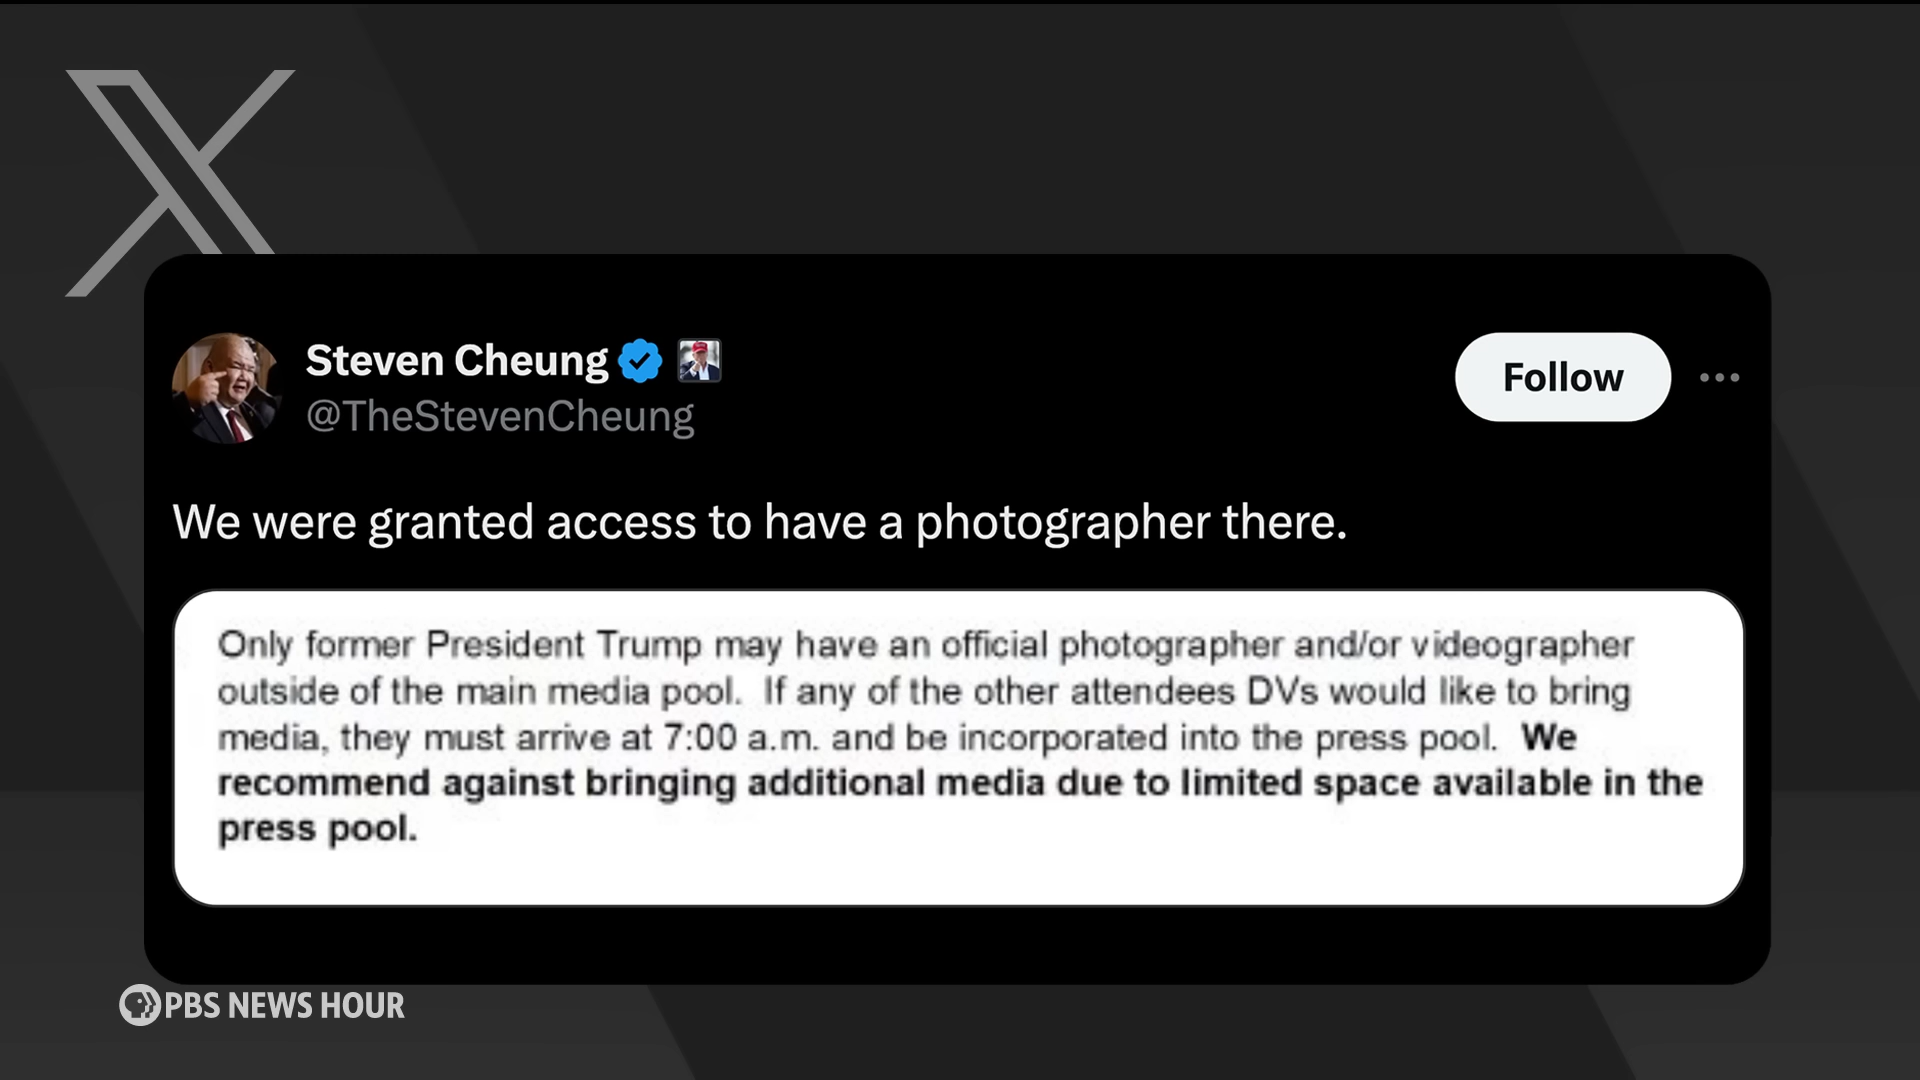 Steven Cheung
@TheStevenCheung
Follow
We were granted access to have a photographer there.
Only former President Trump may have an official photographer and/or videographer
outside of the main media pool. If any of the other attendees DVs would like to bring
media, they must arrive at 7:00 a.m. and be incorporated into the press pool. We
recommend against bringing additional media due to limited space available in the
press pool.
PBS NEWS HOUR